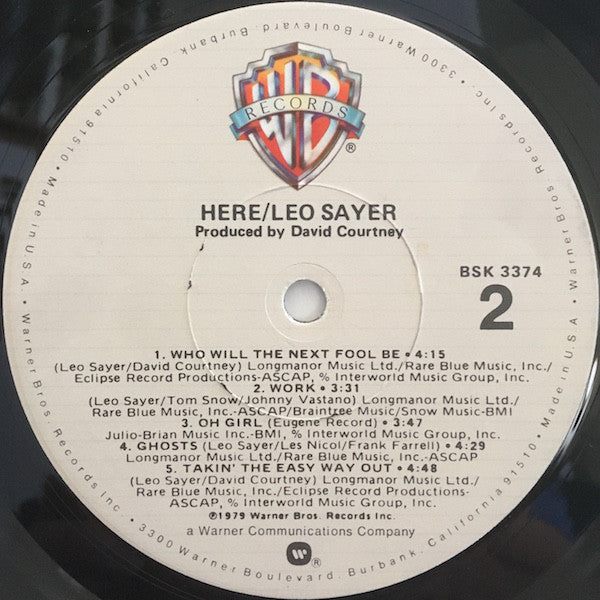 WB
RECORDS
®
HERE/LEO SAYER
Produced by David Courtney
BSK 3374
2
1. WHO WILL THE NEXT FOOL BE • 4:15
(Leo Sayer/David Courtney) Longmanor Music Ltd./Rare Blue Music, Inc./
Eclipse Record Productions-ASCAP, % Interworld Music Group, Inc.
2. WORK • 3:31
(Leo Sayer/Tom Snow/Johnny Vastano) Longmanor Music Ltd./
Rare Blue Music, Inc.-ASCAP/Braintree Music/Snow Music-BMI
3. OH GIRL (Eugene Record) • 3:47
Julio-Brian Music Inc.-BMI, % Interworld Music Group, Inc.
4. GHOSTS (Leo Sayer/Les Nicol/Frank Farrell) • 4:29
Longmanor Music Ltd./Rare Blue Music, Inc.-ASCAP
5. TAKIN' THE EASY WAY OUT • 4:48
(Leo Sayer/David Courtney) Longmanor Music Ltd./
Rare Blue Music, Inc./Eclipse Record Productions-
ASCAP, % Interworld Music Group, Inc.
℗1979 Warner Bros. Records Inc.
a Warner Communications Company
W
®
Warner Bros. Records Inc. • 3300 Warner Boulevard, Burbank, California 91510 • Made in U.S.A. • Warner Bros. Records Inc. • 3300 Warner Boulevard, Burbank, California 91510 • Made in U.S.A. •